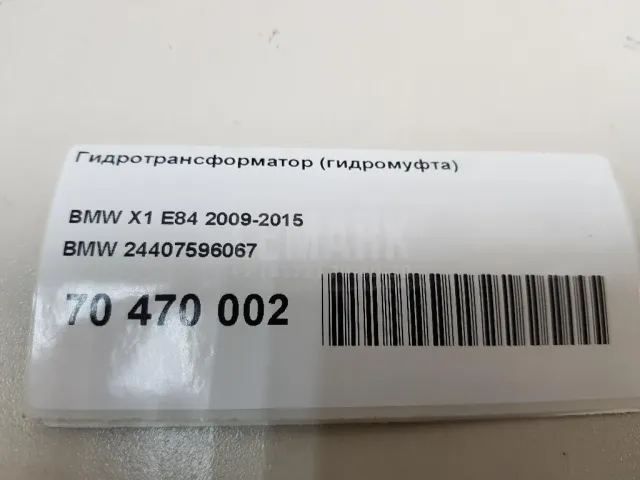 Гидротрансформатор (гидромуфта)
BMW X1 E84 2009-2015
BMW 24407596067
70 470 002